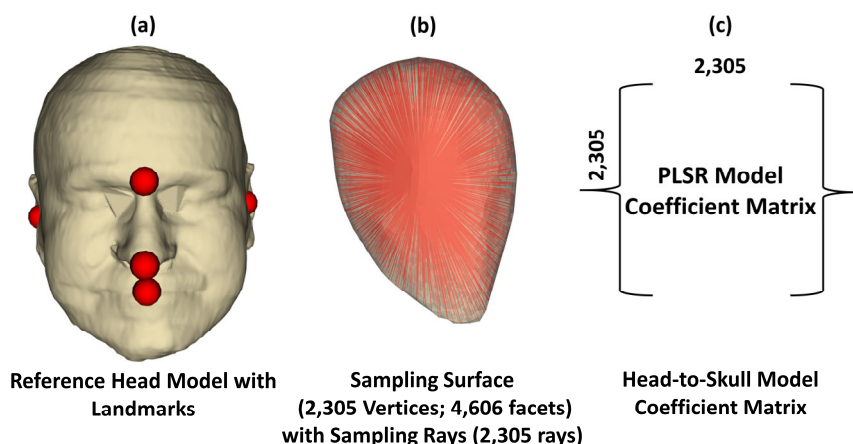 (a)
(b)
(c)
2,305
2,305
PLSR Model
Coefficient Matrix
Reference Head Model with
Landmarks
Sampling Surface
(2,305 Vertices; 4,606 facets)
with Sampling Rays (2,305 rays)
Head-to-Skull Model
Coefficient Matrix